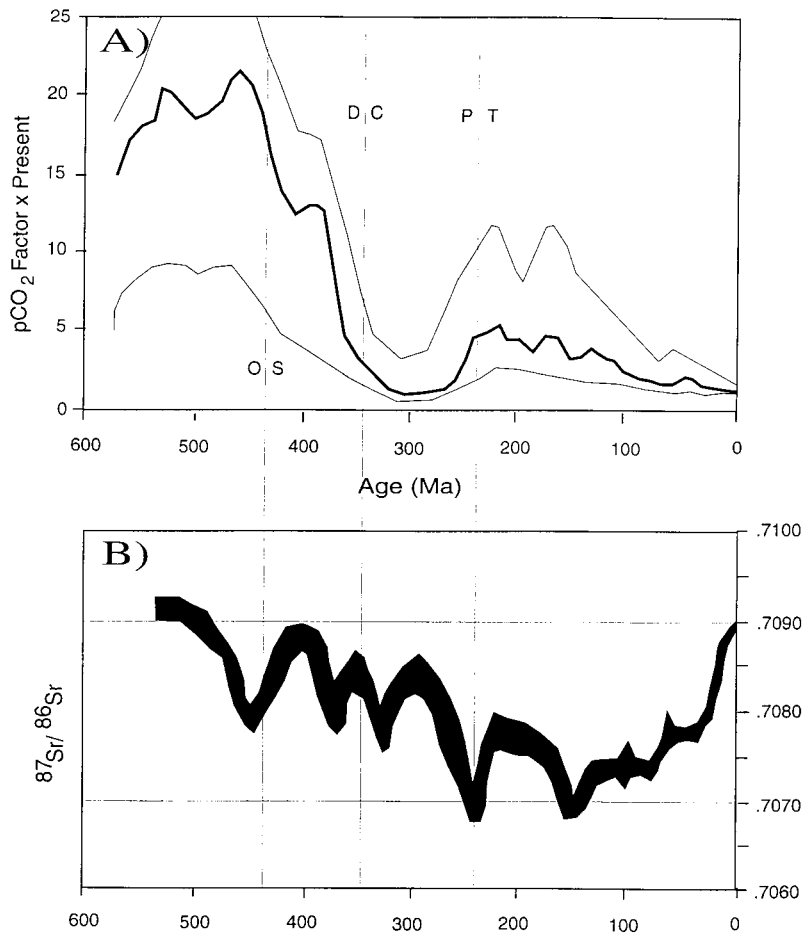 A)
25
20
15
10
5
0
pCO₂ Factor x Present
D C
P T
O S
600 500 400 300 200 100 0
Age (Ma)
B)
.7100
.7090
.7080
.7070
.7060
⁸⁷Sr/ ⁸⁶Sr
600 500 400 300 200 100 0